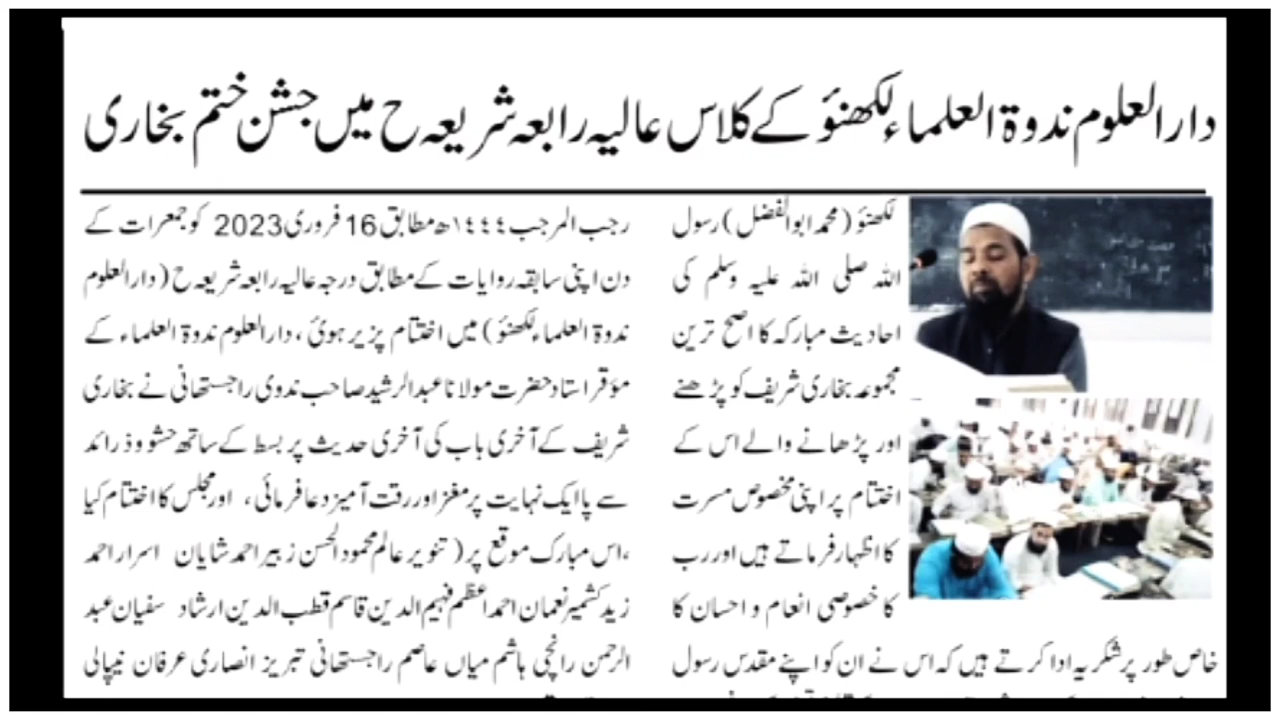 دارالعلوم ندوۃ العلماء لکھنؤ کے کلاس عالیہ رابعہ شریعہ ح میں جشن ختم بخاری
لکھنؤ (محمد ابوالفضل) رسول
اللہ صلی اللہ علیہ وسلم کی
احادیث مبارکہ کا اصح ترین
مجموعہ بخاری شریف کو پڑھنے
اور پڑھانے والے اس کے
اختتام پر اپنی مخصوص مسرت
کا اظہار فرماتے ہیں اور رب
کا خصوصی انعام و احسان کا
خاص طور پر شکریہ ادا کرتے ہیں کہ اس نے ان کو اپنے مقدس رسول
رجب المرجب ۱۴۴۴ھ مطابق 16 فروری 2023 کو جمعرات کے
دن اپنی سابقہ روایات کے مطابق درجہ عالیہ رابعہ شریعہ ح (دارالعلوم
ندوۃ العلماء لکھنؤ) میں اختتام پزیر ہوئ، دارالعلوم ندوۃ العلماء کے
مؤقر استاد حضرت مولانا عبدالرشید صاحب ندوی راجستھانی نے بخاری
شریف کے آخری باب کی آخری حدیث پر بسط کے ساتھ حشو و ذرائد
سے پاا یک نہایت پرمغز اور رقت آمیز دعا فرمائی، اور مجلس کا اختتام کیا
،اس مبارک موقع پر (تنویر عالم محمود الحسن زبیر احمد شایان اسرار احمد
زید کشمیر نعمان احمد اعظم فہیم الدین قاسم قطب الدین ارشاد سفیان عبد
الرحمن رانچی ہاشم میاں عاصم راجستھانی تبریز انصاری عرفان نیپالی